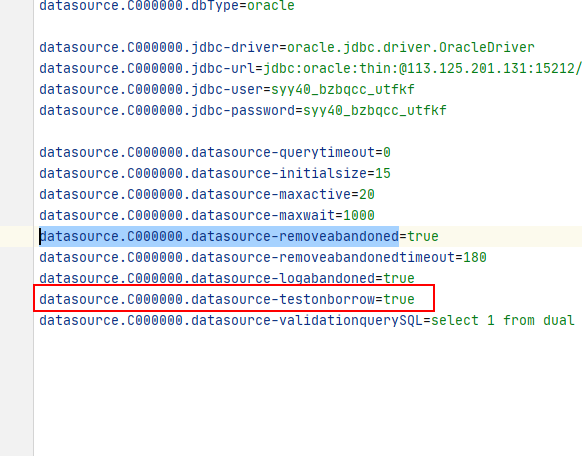 datasource.C000000.dbType=oracle
datasource.C000000.jdbc-driver=oracle.jdbc.driver.OracleDriver
datasource.C000000.jdbc-url=jdbc:oracle:thin:@113.125.201.131:15212/
datasource.C000000.jdbc-user=syy40_bzbqcc_utfkf
datasource.C000000.jdbc-password=syy40_bzbqcc_utfkf
datasource.C000000.datasource-querytimeout=0
datasource.C000000.datasource-initialsize=15
datasource.C000000.datasource-maxactive=20
datasource.C000000.datasource-maxwait=1000
datasource.C000000.datasource-removeabandoned=true
datasource.C000000.datasource-removeabandonedtimeout=180
datasource.C000000.datasource-logabandoned=true
datasource.C000000.datasource-testonborrow=true
datasource.C000000.datasource-validationquerySQL=select 1 from dual